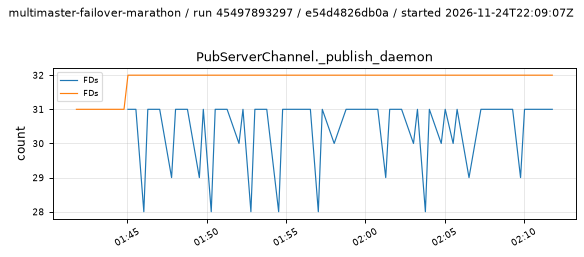 multimaster-failover-marathon / run 45497893297 / e54d4826db0a / started 2026-11-24T22:09:07Z
PubServerChannel._publish_daemon
32
31
30
29
28
count
FDs
FDs
01:45
01:50
01:55
02:00
02:05
02:10